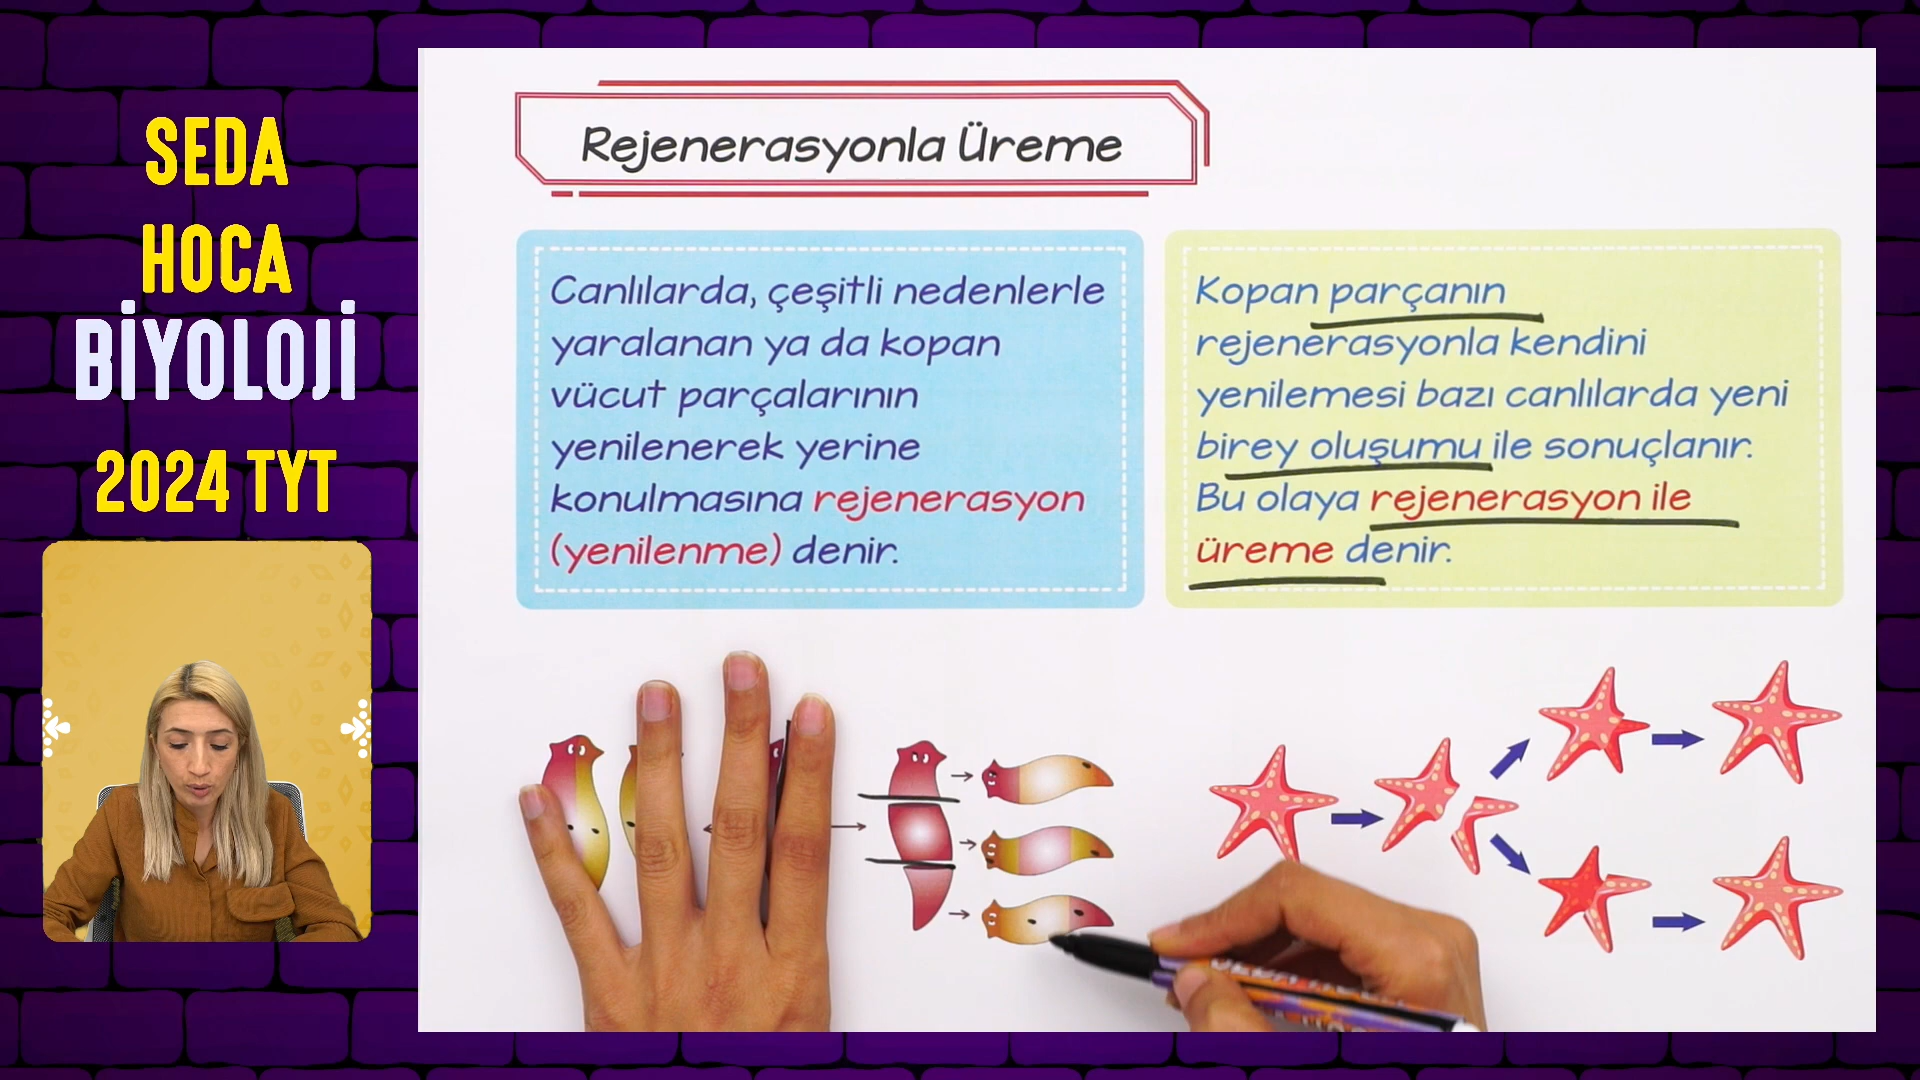 SEDA
HOCA
BİYOLOJİ
2024 TYT
Rejenerasyonla Üreme
Canlılarda, çeşitli nedenlerle
yaralanan ya da kopan
vücut parçalarının
yenilenerek yerine
konulmasına rejenerasyon
(yenilenme) denir.
Kopan parçanın
rejenerasyonla kendini
yenilemesi bazı canlılarda yeni
birey oluşumu ile sonuçlanır.
Bu olaya rejenerasyon ile
üreme denir.